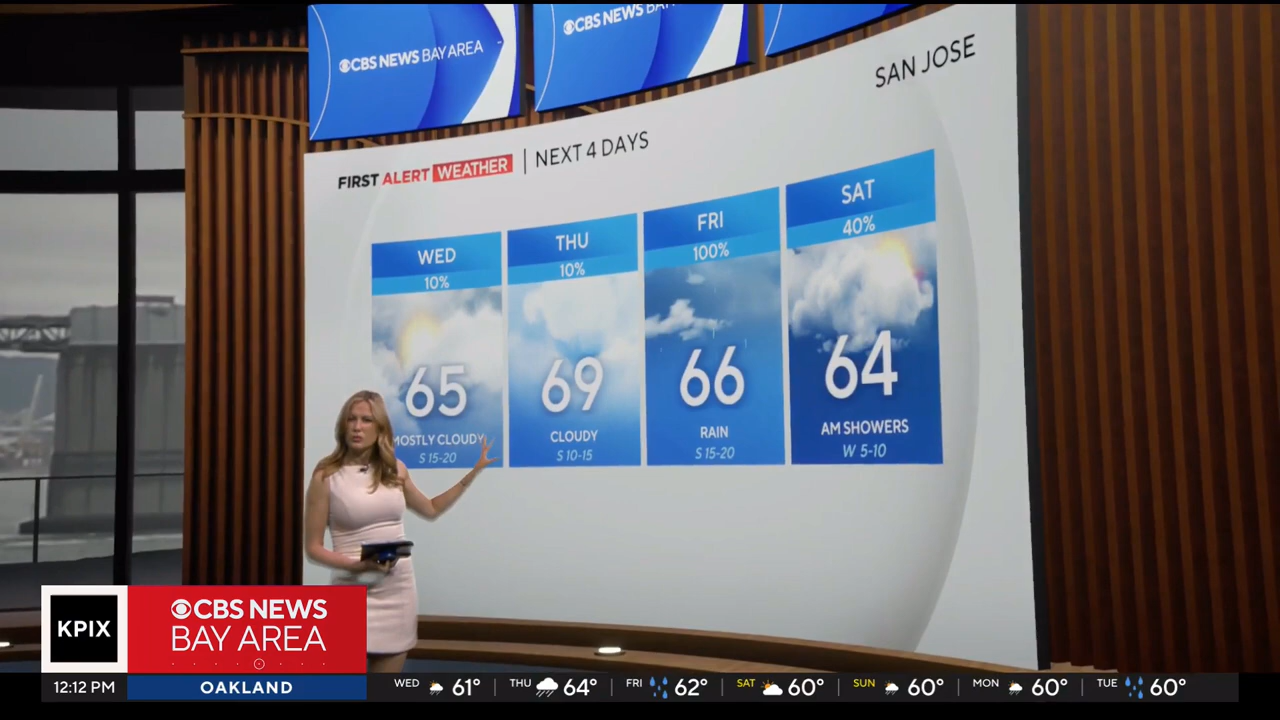 CBS NEWS BAY AREA
CBS NEWS
SAN JOSE
FIRST ALERT WEATHER | NEXT 4 DAYS
WED
10%
65
MOSTLY CLOUDY
S 15-20
THU
10%
69
CLOUDY
S 10-15
FRI
100%
66
RAIN
S 15-20
SAT
40%
64
AM SHOWERS
W 5-10
KPIX
CBS NEWS
BAY AREA
12:12 PM
OAKLAND
WED 61° | THU 64° | FRI 62° | SAT 60° | SUN 60° | MON 60° | TUE 60°